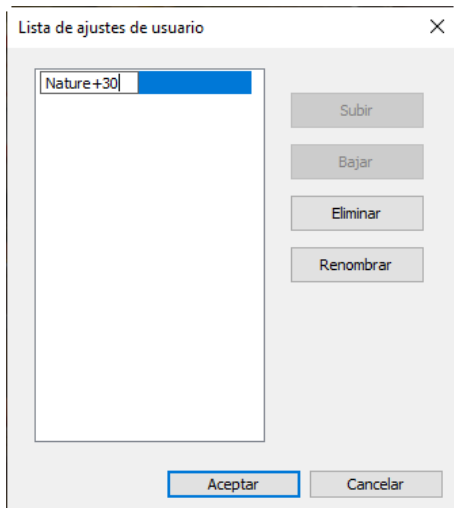 Lista de ajustes de usuario
Nature+30
Subir
Bajar
Eliminar
Renombrar
Aceptar
Cancelar